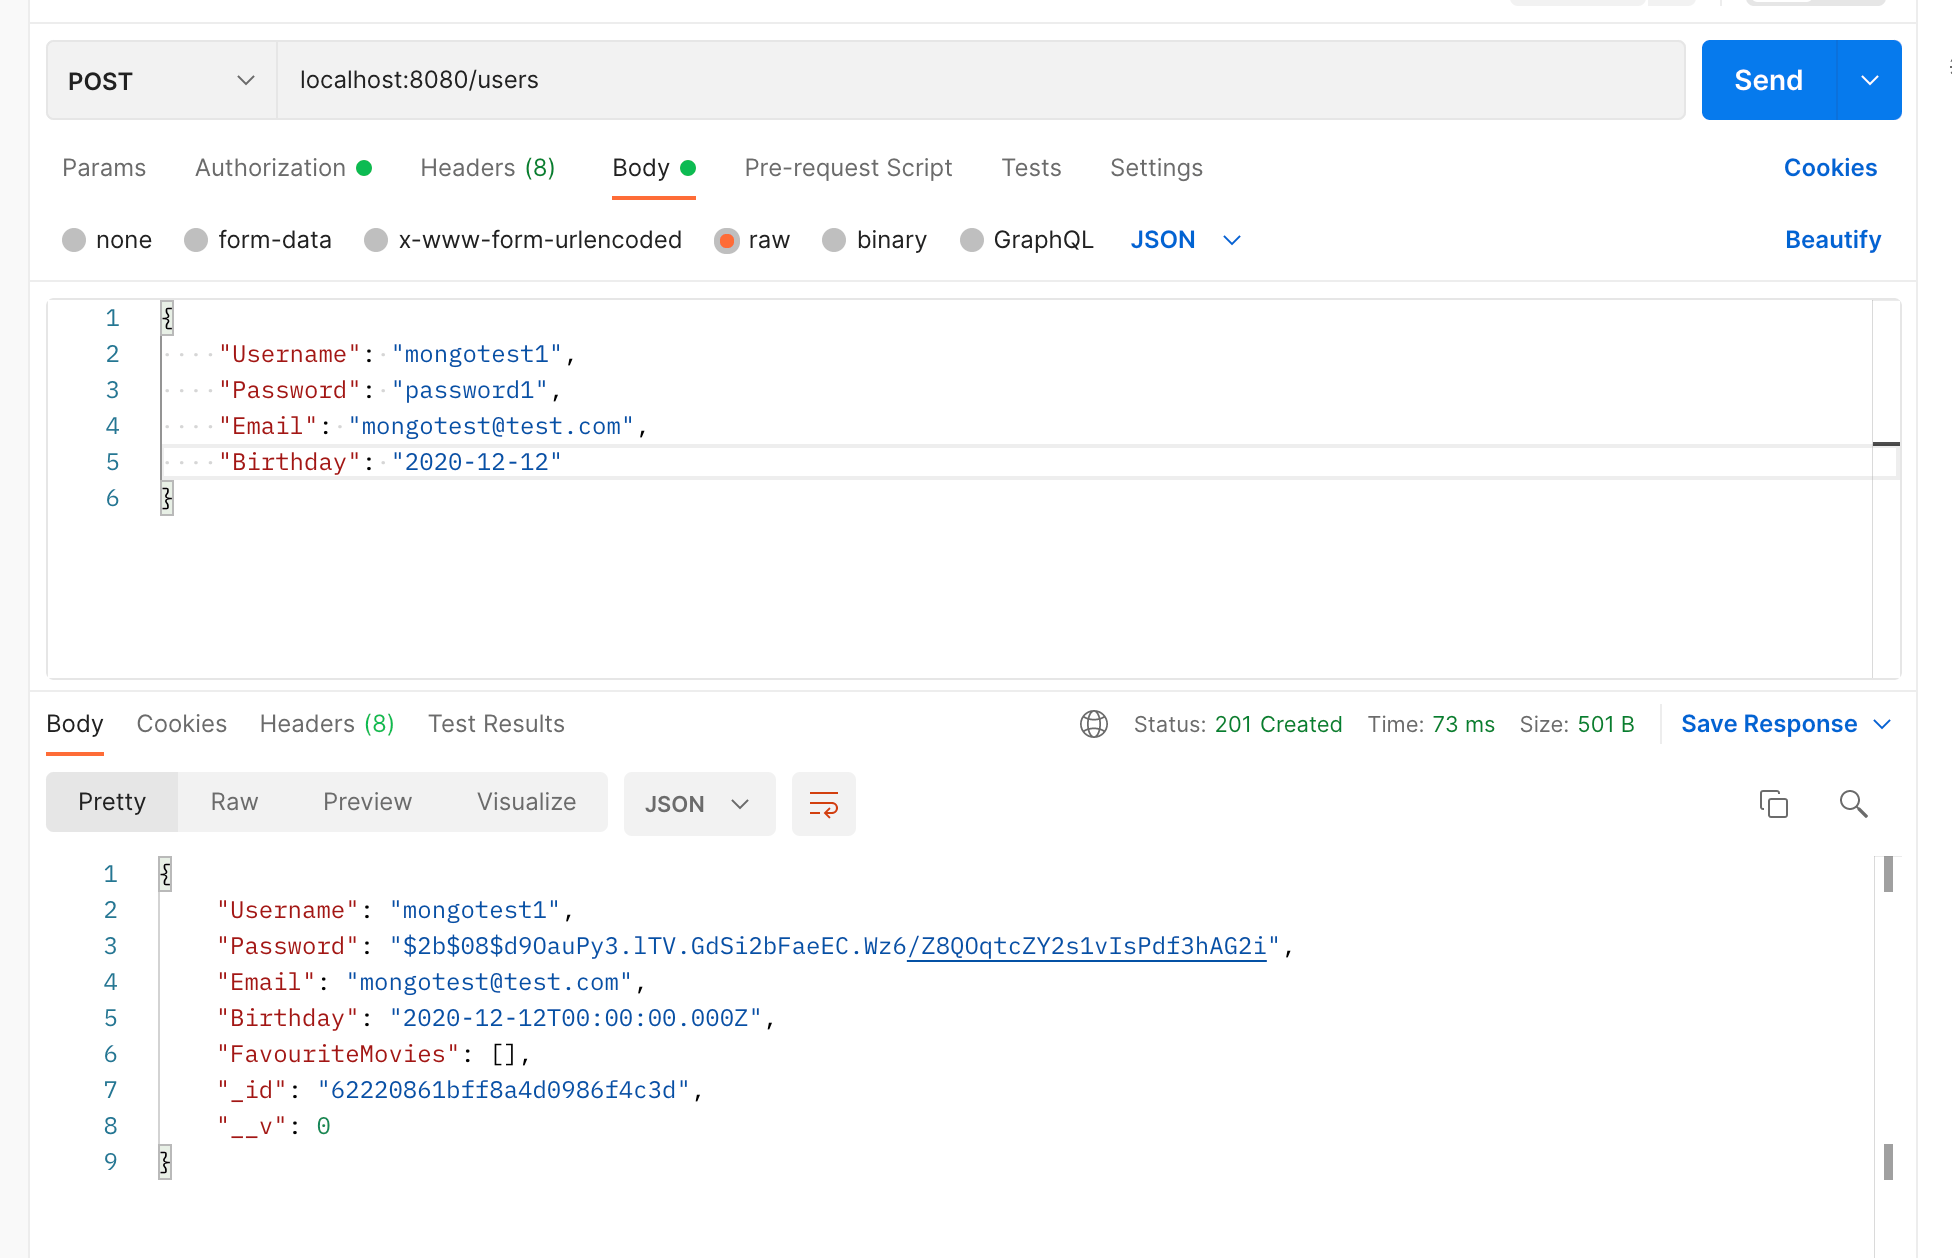 POST localhost:8080/users Send
Params Authorization Headers (8) Body Pre-request Script Tests Settings Cookies
none form-data x-www-form-urlencoded raw binary GraphQL JSON Beautify
1 {
2 "Username": "mongotest1",
3 "Password": "password1",
4 "Email": "mongotest@test.com",
5 "Birthday": "2020-12-12"
6 }
Body Cookies Headers (8) Test Results Status: 201 Created Time: 73 ms Size: 501 B Save Response
Pretty Raw Preview Visualize JSON
1 {
2 "Username": "mongotest1",
3 "Password": "$2b$08$d9OauPy3.lTV.GdSi2bFaeEC.Wz6/Z8QOqtcZY2s1vIsPdf3hAG2i",
4 "Email": "mongotest@test.com",
5 "Birthday": "2020-12-12T00:00:00.000Z",
6 "FavouriteMovies": [],
7 "_id": "62220861bff8a4d0986f4c3d",
8 "__v": 0
9 }